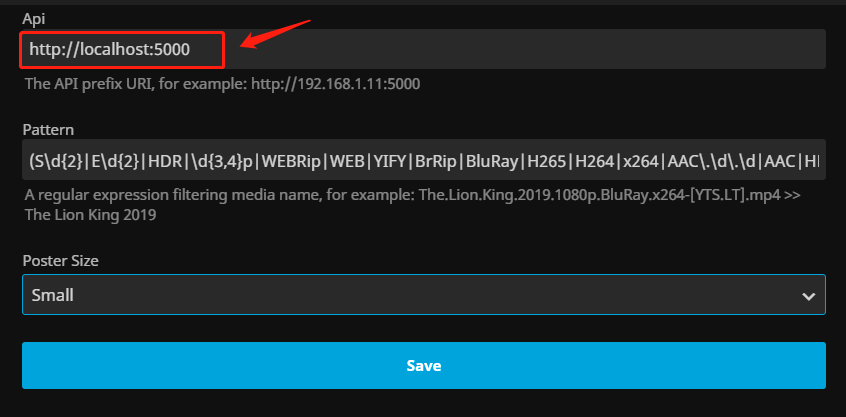 Api
http://localhost:5000
The API prefix URI, for example: http://192.168.1.11:5000
Pattern
(S\d{2}|E\d{2}|HDR|\d{3,4}p|WEBRip|WEB|YIFY|BrRip|BluRay|H265|H264|x264|AAC\.\d\.\d|AAC|
A regular expression filtering media name, for example: The.Lion.King.2019.1080p.BluRay.x264-[YTS.LT].mp4 >>
The Lion King 2019
Poster Size
Small
Save